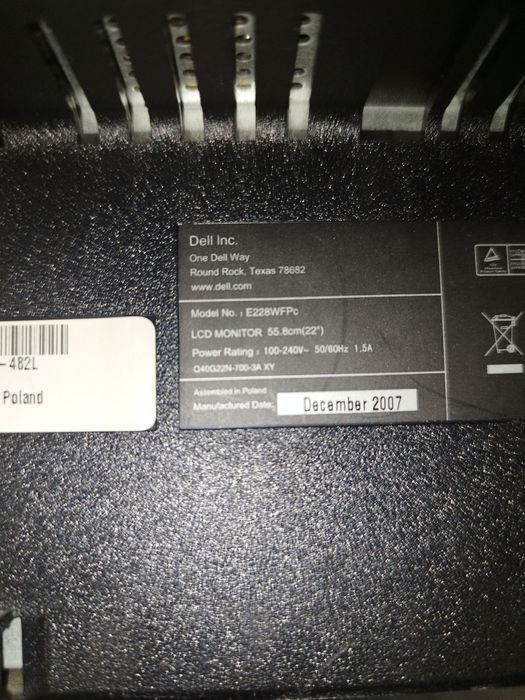 Dell Inc.
One Dell Way
Round Rock, Texas 78682
www.dell.com
Model No. : E228WFPc
LCD MONITOR 55.8cm(22")
Power Rating : 100-240V~ 50/60Hz 1.5A
Q40G22N-700-3A XY
Assembled in Poland
Manufactured Date: December 2007
-482L
Poland